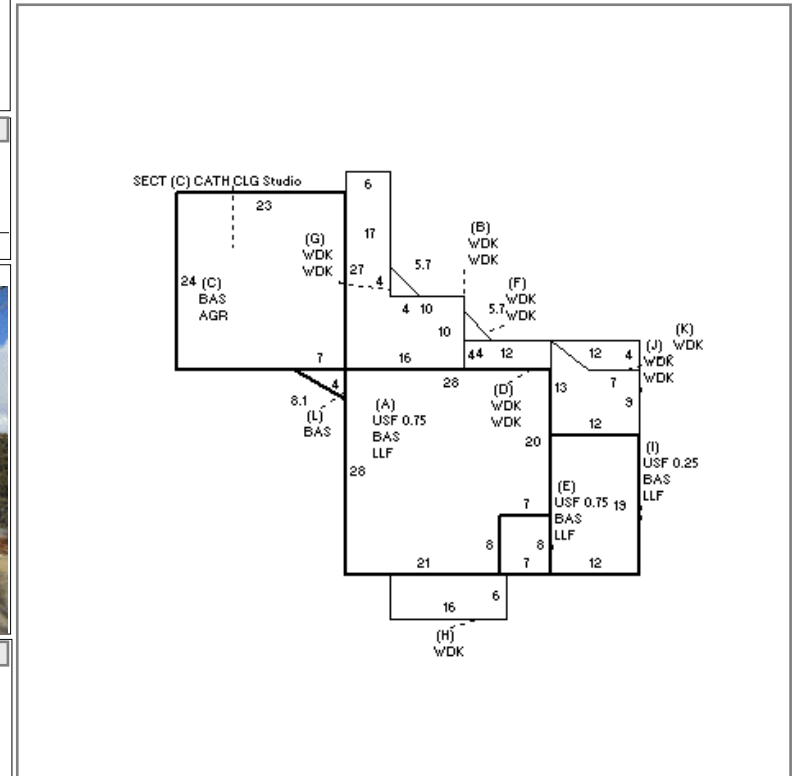 SECT (C) CATH CLG Studio
6
23
17
(G)
WDK
WDK
(B)
WDK
WDK
5.7
27
4
24
(C)
BAS
AGR
(F)
WDK
WDK
5.7
4
10
10
(K)
WDK
(J)
WDK
WDK
7
16
4
4
12
12
4
4
28
13
7
9
8.1
(L)
BAS
(A)
USF 0.75
BAS
LLF
(D)
WDK
WDK
12
20
28
(I)
USF 0.25
BAS
LLF
(E)
USF 0.75
BAS
LLF
19
7
8
8
21
7
12
16
6
(H)
WDK